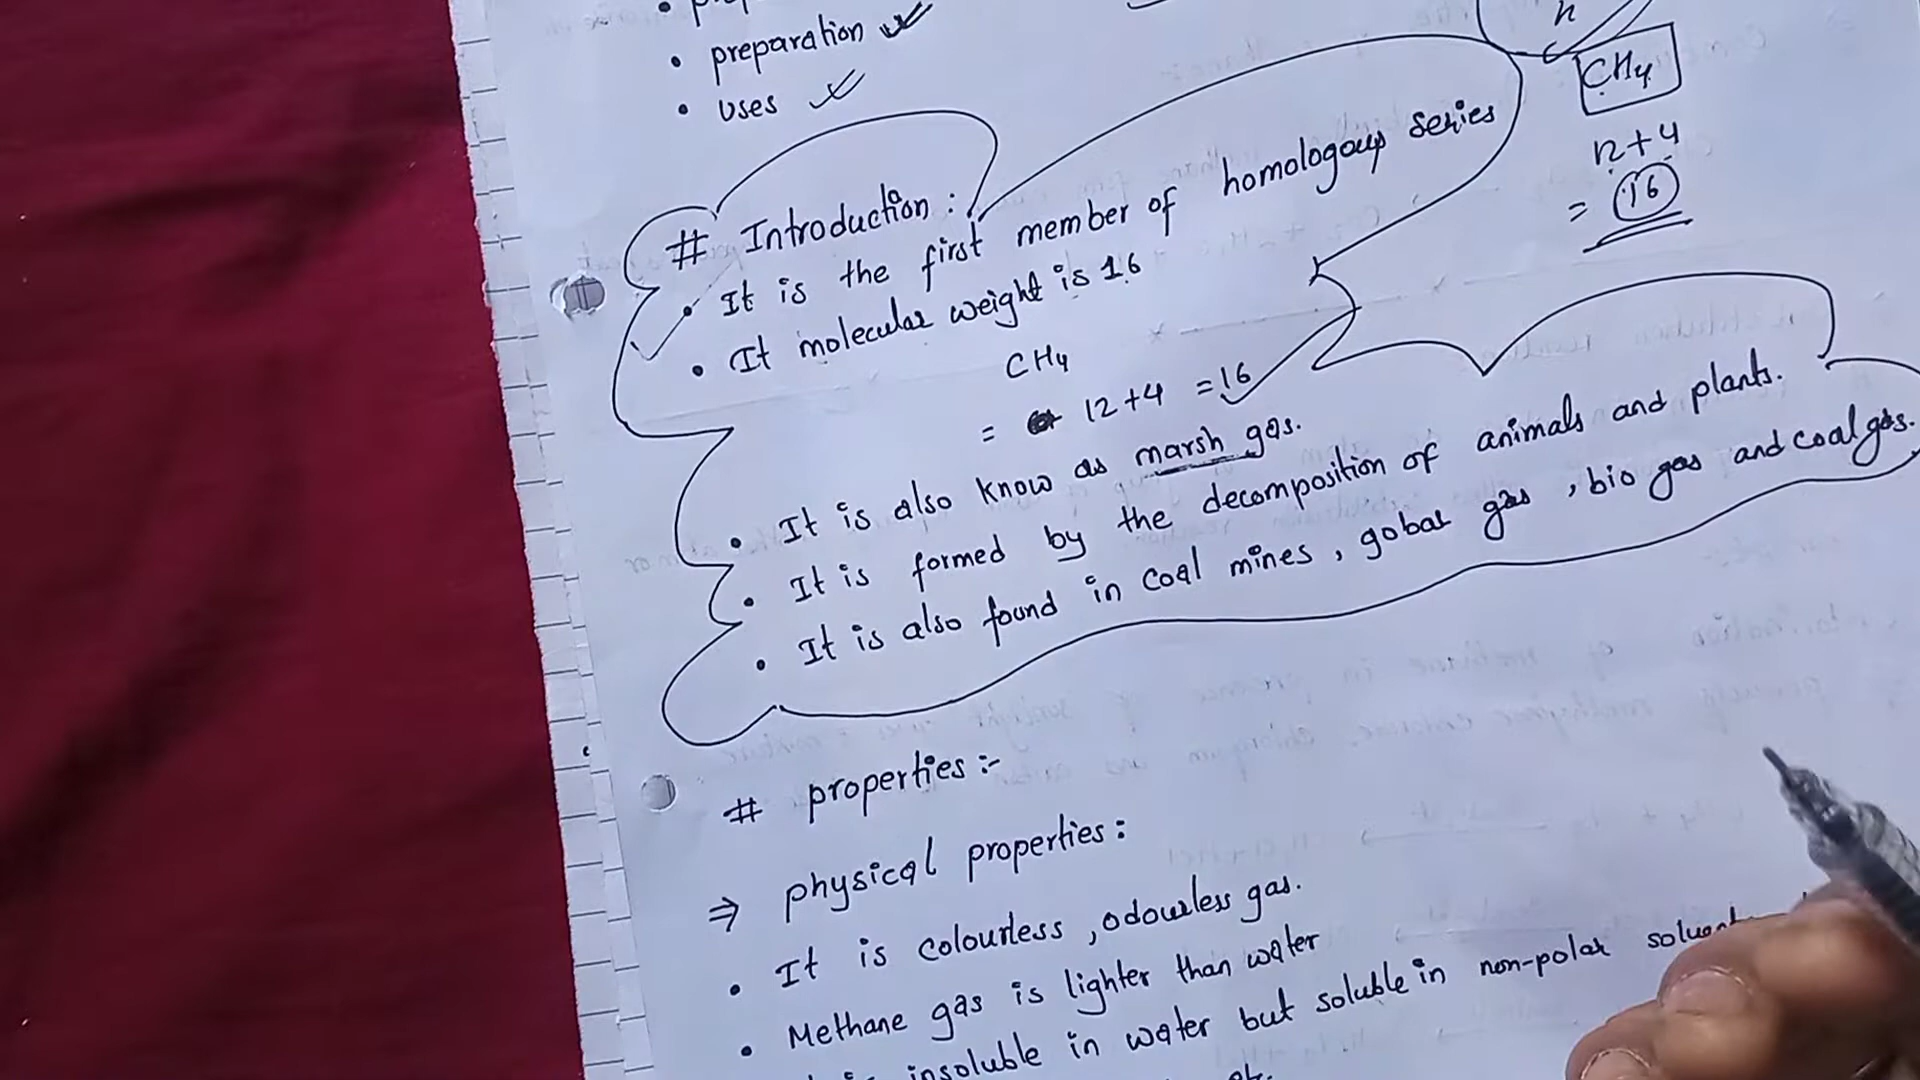 • preparation
• uses
CH4
12+4
= 16
# Introduction :
• It is the first member of homologoup series
• It molecular weight is 16
CH4
= 12+4 = 16
• It is also know as marsh gas.
• It is formed by the decomposition of animals and plants.
• It is also found in coal mines, gobar gas, bio gas and coal gas.
# properties :-
⇒ physical properties :
• It is colourless, odourless gas.
• Methane gas is lighter than water
insoluble in water but soluble in non-polar solvent